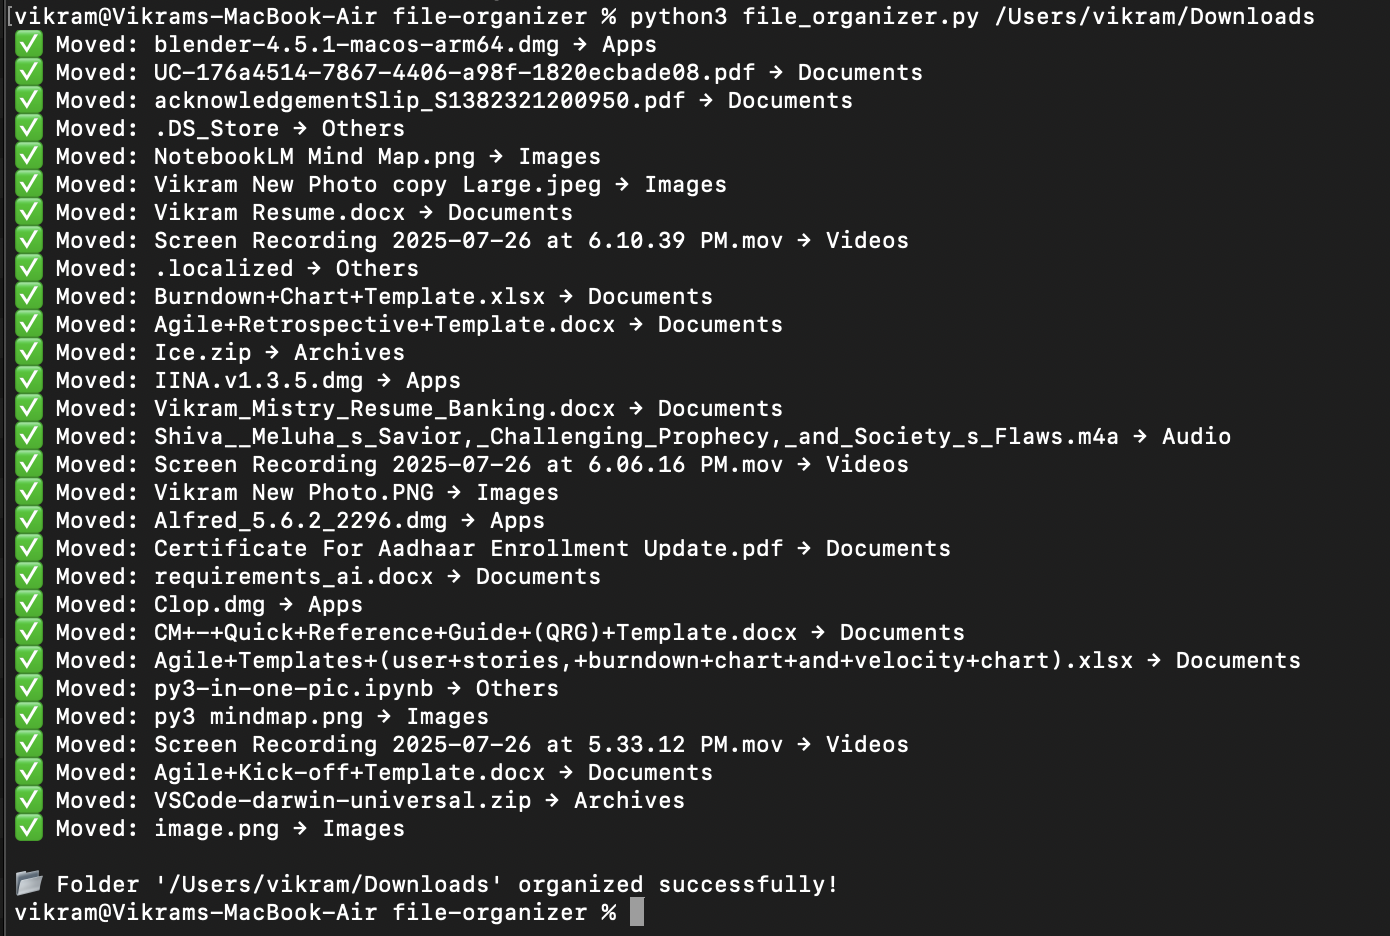 [vikram@Vikrams-MacBook-Air file-organizer % python3 file_organizer.py /Users/vikram/Downloads
✅ Moved: blender-4.5.1-macos-arm64.dmg → Apps
✅ Moved: UC-176a4514-7867-4406-a98f-1820ecbade08.pdf → Documents
✅ Moved: acknowledgementSlip_S1382321200950.pdf → Documents
✅ Moved: .DS_Store → Others
✅ Moved: NotebookLM Mind Map.png → Images
✅ Moved: Vikram New Photo copy Large.jpeg → Images
✅ Moved: Vikram Resume.docx → Documents
✅ Moved: Screen Recording 2025-07-26 at 6.10.39 PM.mov → Videos
✅ Moved: .localized → Others
✅ Moved: Burndown+Chart+Template.xlsx → Documents
✅ Moved: Agile+Retrospective+Template.docx → Documents
✅ Moved: Ice.zip → Archives
✅ Moved: IINA.v1.3.5.dmg → Apps
✅ Moved: Vikram_Mistry_Resume_Banking.docx → Documents
✅ Moved: Shiva__Meluha_s_Savior,_Challenging_Prophecy,_and_Society_s_Flaws.m4a → Audio
✅ Moved: Screen Recording 2025-07-26 at 6.06.16 PM.mov → Videos
✅ Moved: Vikram New Photo.PNG → Images
✅ Moved: Alfred_5.6.2_2296.dmg → Apps
✅ Moved: Certificate For Aadhaar Enrollment Update.pdf → Documents
✅ Moved: requirements_ai.docx → Documents
✅ Moved: Clop.dmg → Apps
✅ Moved: CM+-+Quick+Reference+Guide+(QRG)+Template.docx → Documents
✅ Moved: Agile+Templates+(user+stories,+burndown+chart+and+velocity+chart).xlsx → Documents
✅ Moved: py3-in-one-pic.ipynb → Others
✅ Moved: py3 mindmap.png → Images
✅ Moved: Screen Recording 2025-07-26 at 5.33.12 PM.mov → Videos
✅ Moved: Agile+Kick-off+Template.docx → Documents
✅ Moved: VSCode-darwin-universal.zip → Archives
✅ Moved: image.png → Images
📂 Folder '/Users/vikram/Downloads' organized successfully!
vikram@Vikrams-MacBook-Air file-organizer %